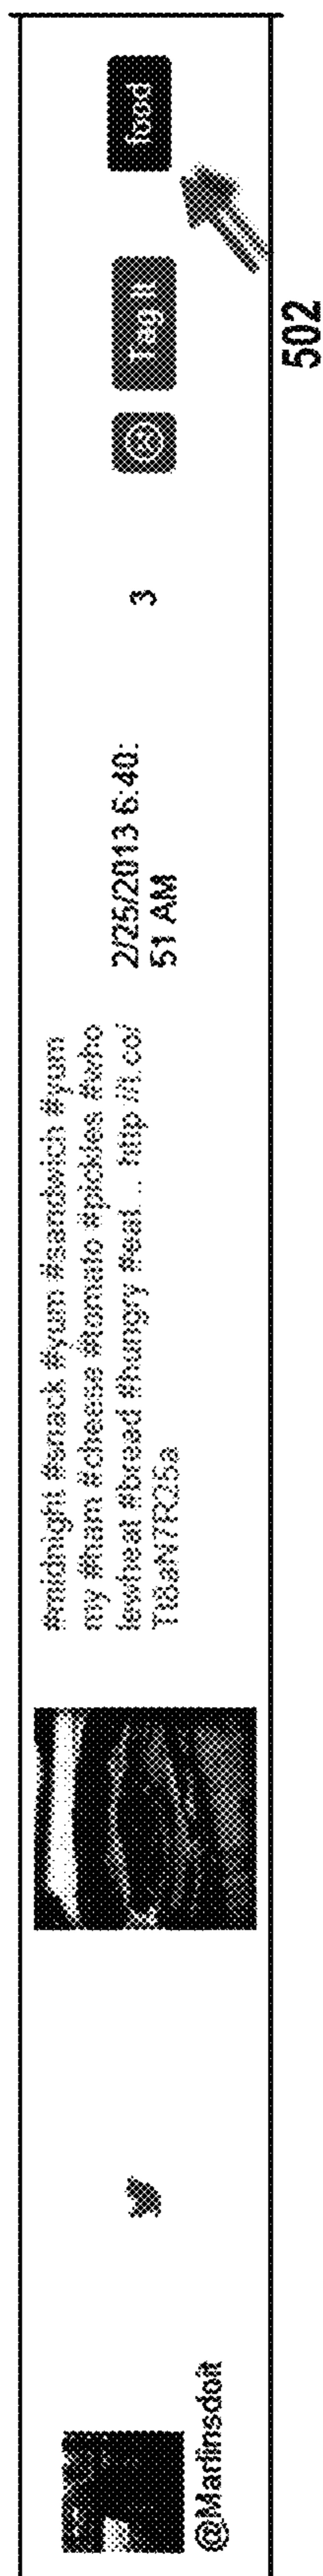 @Marlinsdoit
#midnight #snack #yum #sandwich #yum
my #ham #cheese #tomato #pickles #who
lewheat #bread #hungry #eat... http://t.co/
2/25/2013 6:40:
51 AM
3
Tag It
food
502